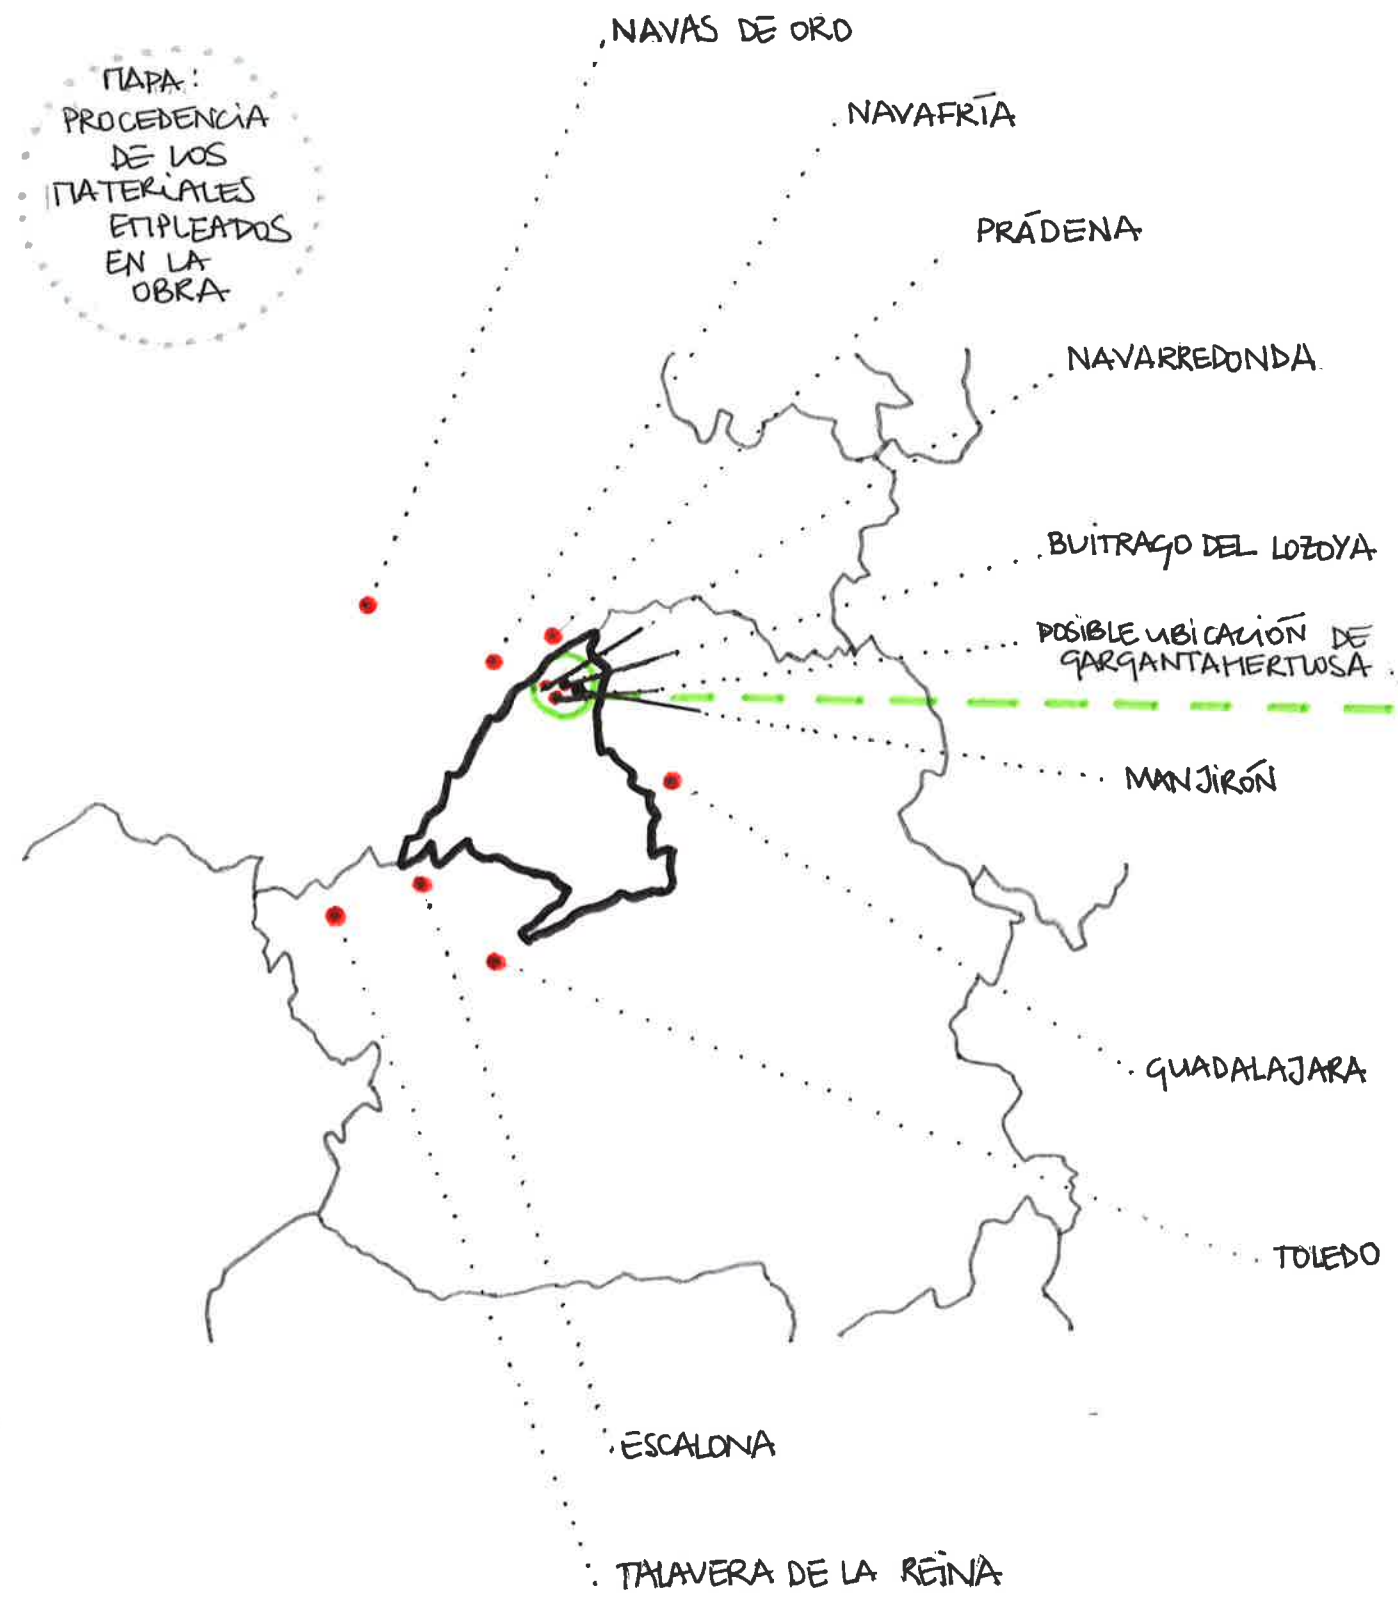 MAPA:
PROCEDENCIA
DE LOS
MATERIALES
EMPLEADOS
EN LA
OBRA
NAVAS DE ORO
NAVAFRÍA
PRÁDENA
NAVARREDONDA
BUITRAGO DEL LOZOYA
POSIBLE UBICACIÓN DE
GARGANTAHERMOSA
MANJIRÓN
GUADALAJARA
TOLEDO
ESCALONA
TALAVERA DE LA REINA